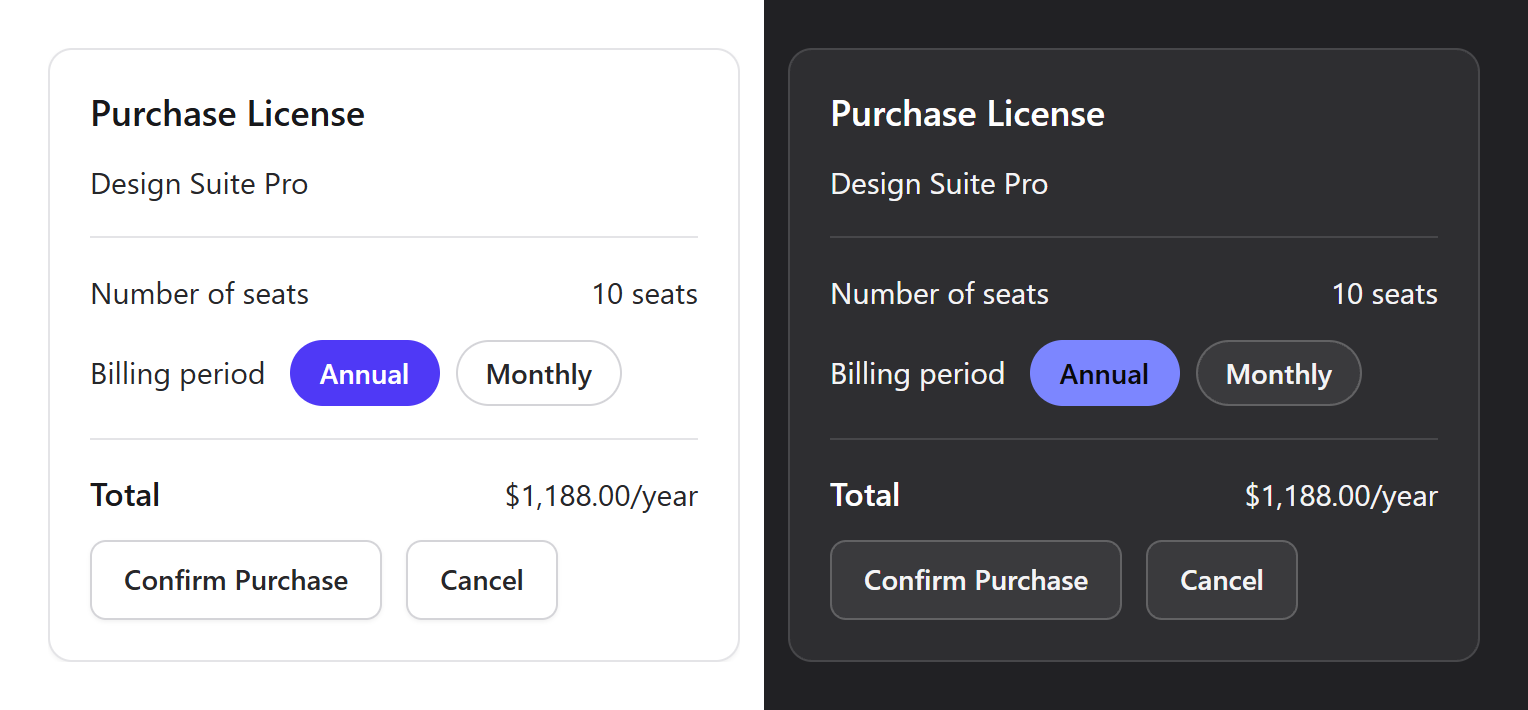 Purchase License
Design Suite Pro
Number of seats 10 seats
Billing period Annual Monthly
Total $1,188.00/year
Confirm Purchase Cancel
Purchase License
Design Suite Pro
Number of seats 10 seats
Billing period Annual Monthly
Total $1,188.00/year
Confirm Purchase Cancel